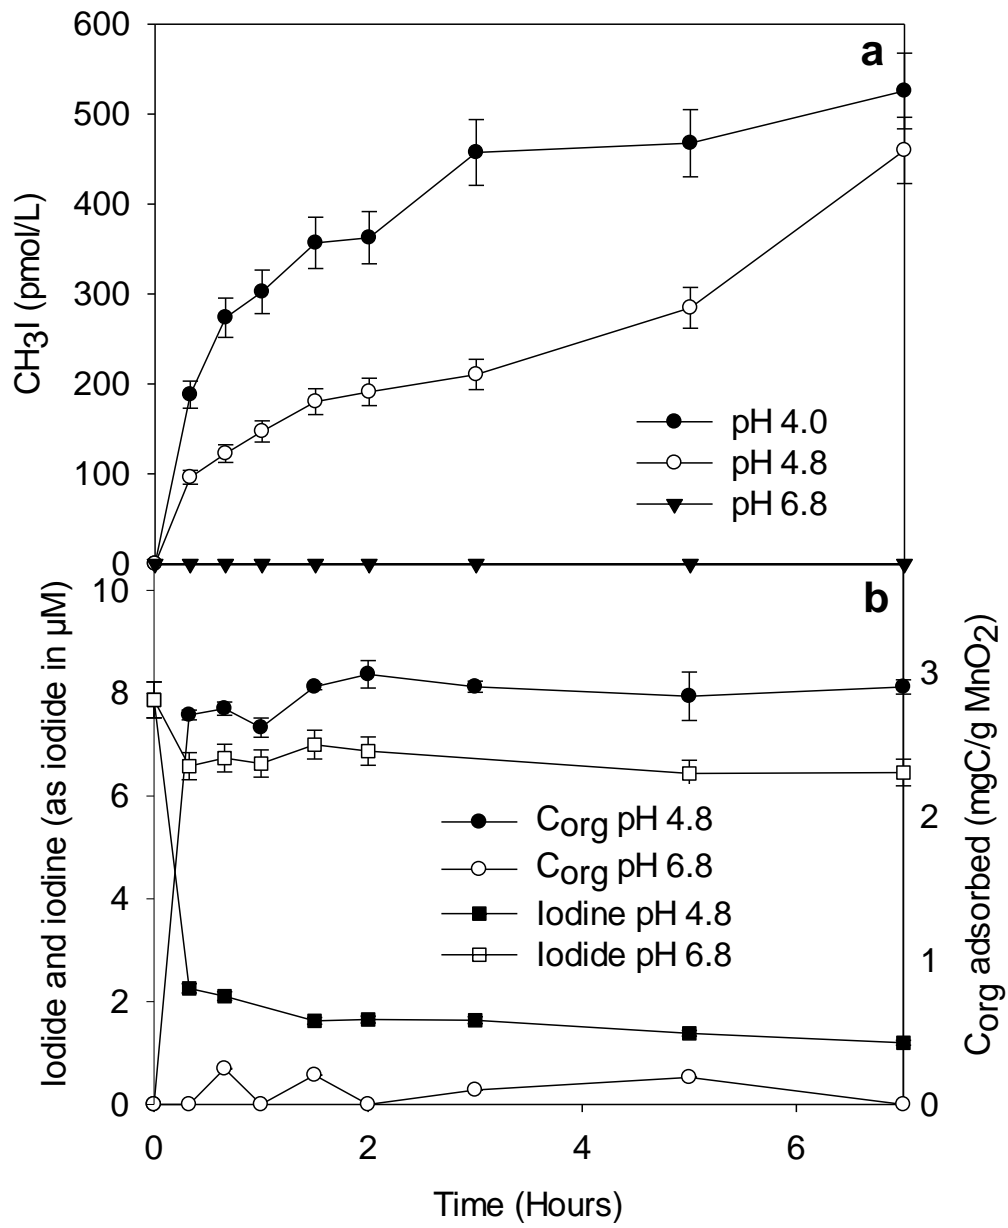 a
600
500
400
300
200
100
0
CH3I (pmol/L)
pH 4.0
pH 4.8
pH 6.8
b
10
8
6
4
2
0
Iodide and iodine (as iodide in µM)
Corg pH 4.8
Corg pH 6.8
Iodine pH 4.8
Iodide pH 6.8
3
2
1
0
Corg adsorbed (mgC/g MnO2)
0 2 4 6
Time (Hours)